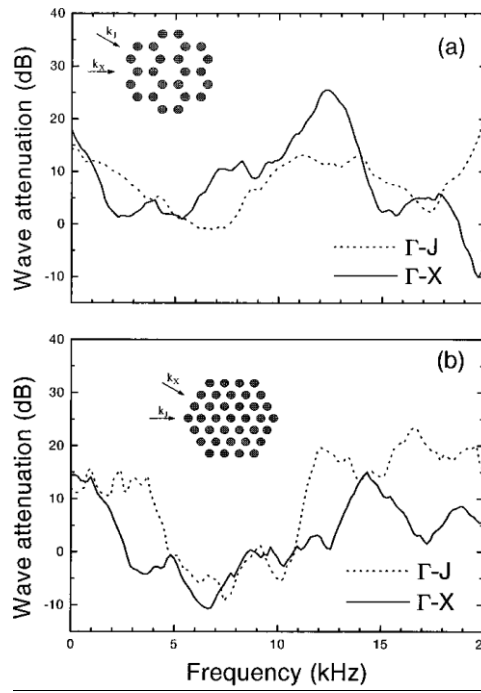 40
(a)
k_J
30
k_X
20
10
0
-10
Wave attenuation (dB)
Γ-J
Γ-X
40
(b)
30
k_X
20
k_J
10
0
-10
Wave attenuation (dB)
Γ-J
Γ-X
0 5 10 15 20
Frequency (kHz)